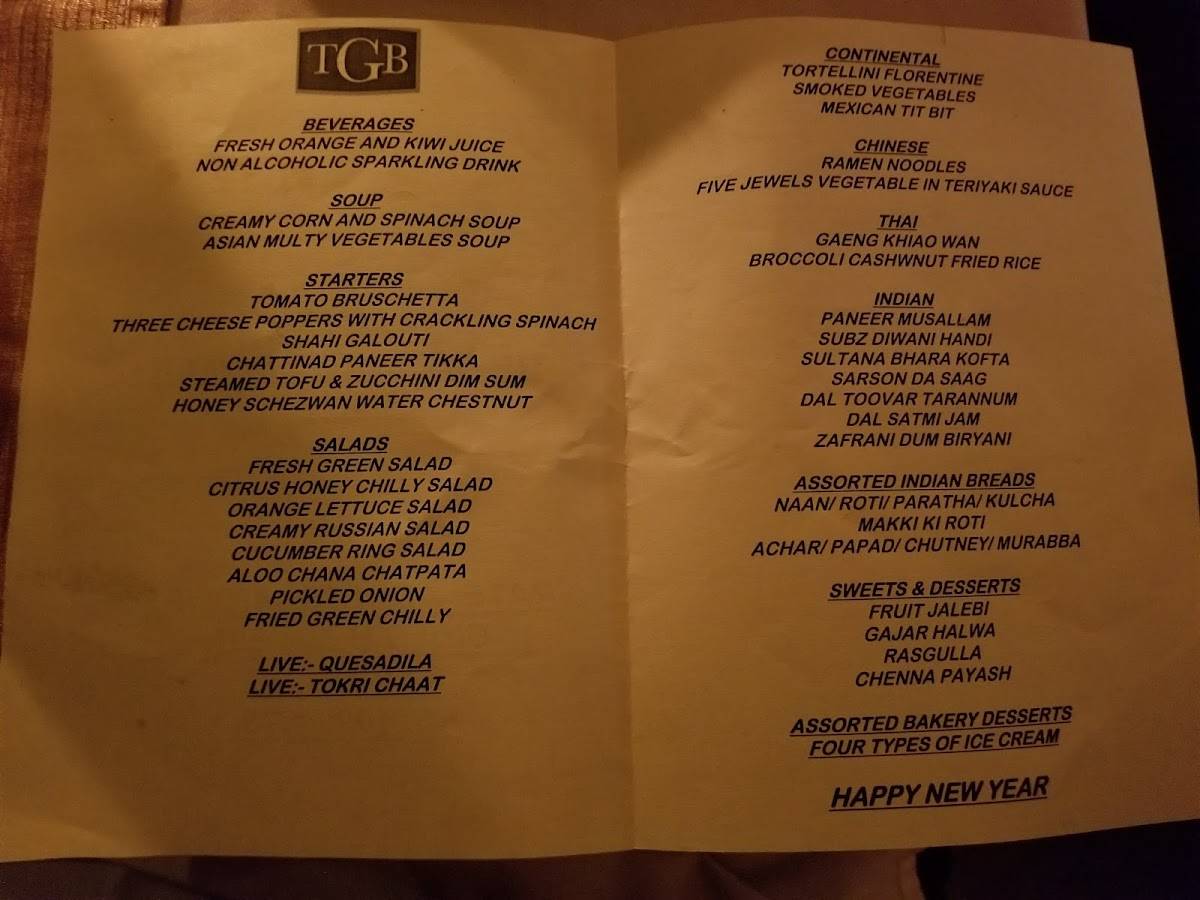 TGB
BEVERAGES
FRESH ORANGE AND KIWI JUICE
NON ALCOHOLIC SPARKLING DRINK
SOUP
CREAMY CORN AND SPINACH SOUP
ASIAN MULTY VEGETABLES SOUP
STARTERS
TOMATO BRUSCHETTA
THREE CHEESE POPPERS WITH CRACKLING SPINACH
SHAHI GALOUTI
CHATTINAD PANEER TIKKA
STEAMED TOFU & ZUCCHINI DIM SUM
HONEY SCHEZWAN WATER CHESTNUT
SALADS
FRESH GREEN SALAD
CITRUS HONEY CHILLY SALAD
ORANGE LETTUCE SALAD
CREAMY RUSSIAN SALAD
CUCUMBER RING SALAD
ALOO CHANA CHATPATA
PICKLED ONION
FRIED GREEN CHILLY
LIVE:- QUESADILA
LIVE:- TOKRI CHAAT
CONTINENTAL
TORTELLINI FLORENTINE
SMOKED VEGETABLES
MEXICAN TIT BIT
CHINESE
RAMEN NOODLES
FIVE JEWELS VEGETABLE IN TERIYAKI SAUCE
THAI
GAENG KHIAO WAN
BROCCOLI CASHWNUT FRIED RICE
INDIAN
PANEER MUSALLAM
SUBZ DIWANI HANDI
SULTANA BHARA KOFTA
SARSON DA SAAG
DAL TOOVAR TARANNUM
DAL SATMI JAM
ZAFRANI DUM BIRYANI
ASSORTED INDIAN BREADS
NAAN/ ROTI/ PARATHA/ KULCHA
MAKKI KI ROTI
ACHAR/ PAPAD/ CHUTNEY/ MURABBA
SWEETS & DESSERTS
FRUIT JALEBI
GAJAR HALWA
RASGULLA
CHENNA PAYASH
ASSORTED BAKERY DESSERTS
FOUR TYPES OF ICE CREAM
HAPPY NEW YEAR